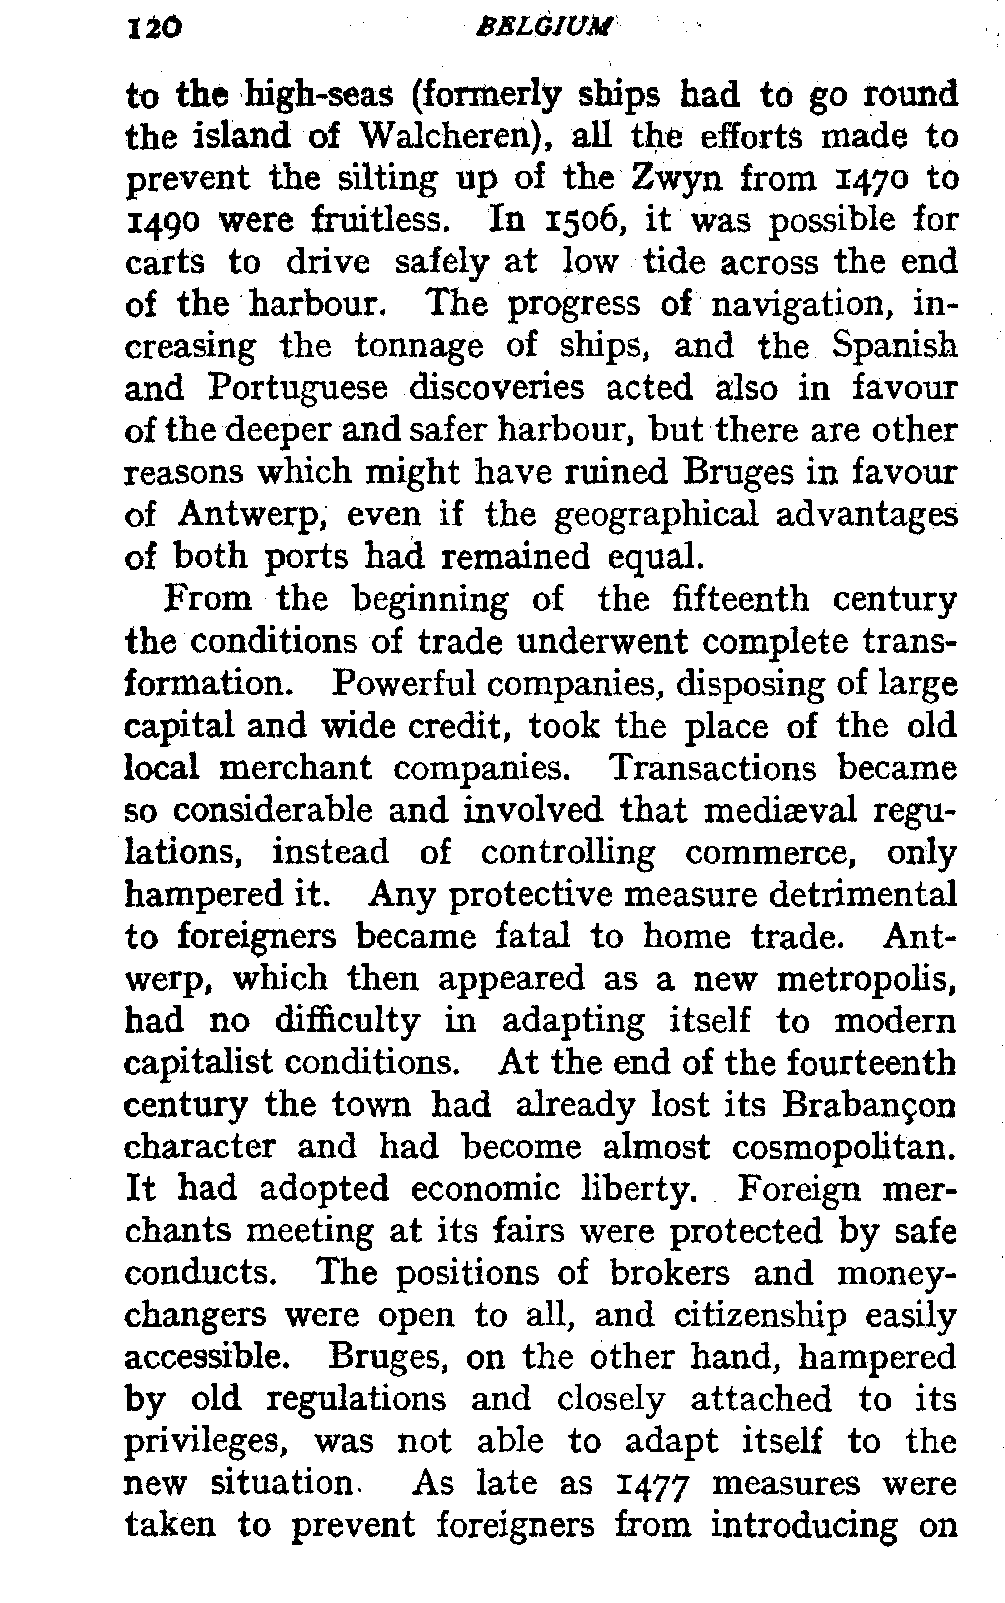 120 BELGIUM
to the high-seas (formerly ships had to go round
the island of Walcheren), all the efforts made to
prevent the silting up of the Zwyn from 1470 to
1490 were fruitless. In 1506, it was possible for
carts to drive safely at low tide across the end
of the harbour. The progress of navigation, in-
creasing the tonnage of ships, and the Spanish
and Portuguese discoveries acted also in favour
of the deeper and safer harbour, but there are other
reasons which might have ruined Bruges in favour
of Antwerp, even if the geographical advantages
of both ports had remained equal.
From the beginning of the fifteenth century
the conditions of trade underwent complete trans-
formation. Powerful companies, disposing of large
capital and wide credit, took the place of the old
local merchant companies. Transactions became
so considerable and involved that mediæval regu-
lations, instead of controlling commerce, only
hampered it. Any protective measure detrimental
to foreigners became fatal to home trade. Ant-
werp, which then appeared as a new metropolis,
had no difficulty in adapting itself to modern
capitalist conditions. At the end of the fourteenth
century the town had already lost its Brabançon
character and had become almost cosmopolitan.
It had adopted economic liberty. Foreign mer-
chants meeting at its fairs were protected by safe
conducts. The positions of brokers and money-
changers were open to all, and citizenship easily
accessible. Bruges, on the other hand, hampered
by old regulations and closely attached to its
privileges, was not able to adapt itself to the
new situation. As late as 1477 measures were
taken to prevent foreigners from introducing on